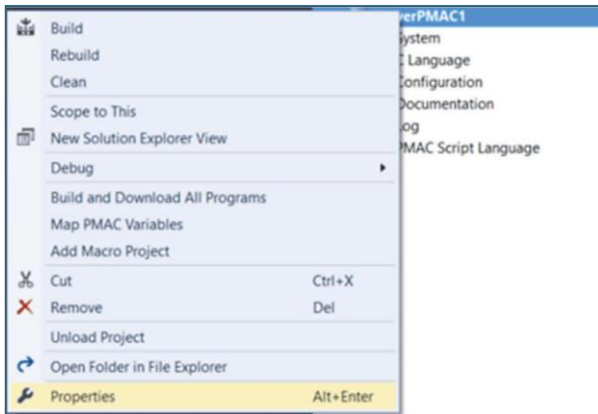 Build
Rebuild
Clean
Scope to This
New Solution Explorer View
Debug
Build and Download All Programs
Map PMAC Variables
Add Macro Project
Cut Ctrl+X
Remove Del
Unload Project
Open Folder in File Explorer
Properties Alt+Enter
verPMAC1
System
Language
Configuration
Documentation
og
PMAC Script Language